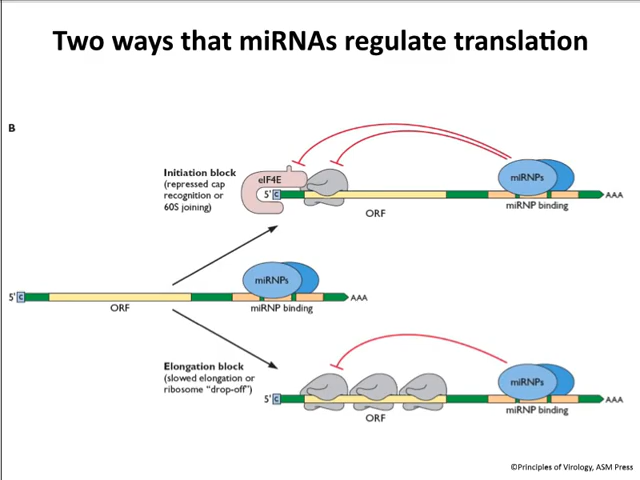 Two ways that miRNAs regulate translation
B
Initiation block
(repressed cap
recognition or
60S joining)
eIF4E
5' C
ORF
miRNPs
AAA
miRNP binding
5' C
ORF
miRNPs
AAA
miRNP binding
Elongation block
(slowed elongation or
ribosome "drop-off")
5' C
ORF
miRNPs
AAA
miRNP binding
©Principles of Virology, ASM Press